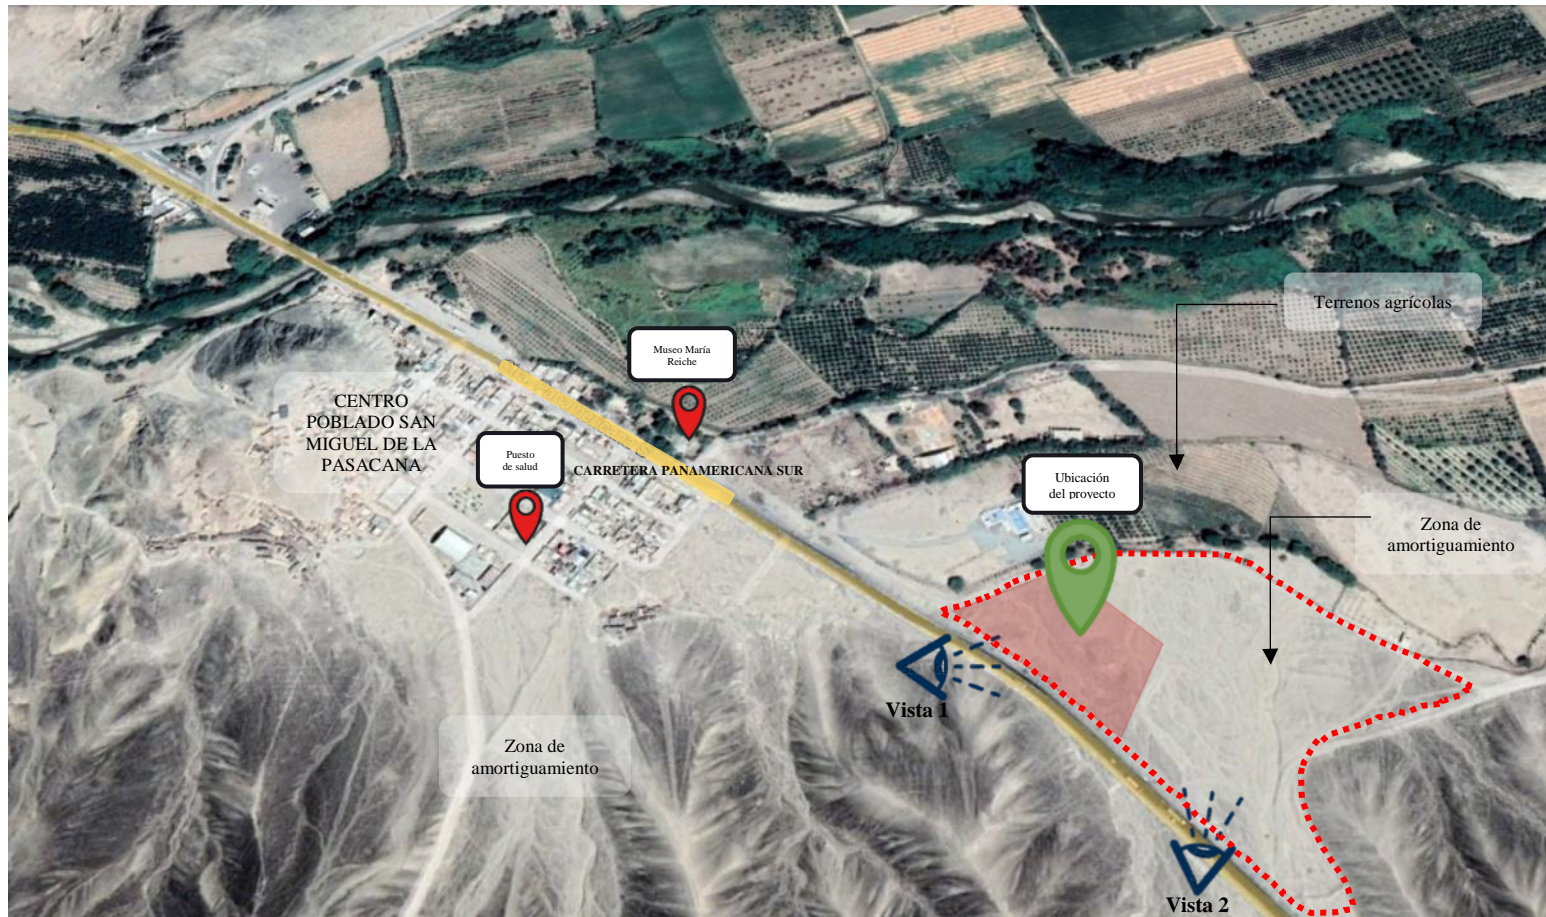 Terrenos agrícolas
Museo María
Reiche
CENTRO
POBLADO SAN
MIGUEL DE LA
PASACANA
Puesto
de salud
CARRETERA PANAMERICANA SUR
Ubicación
del proyecto
Zona de
amortiguamiento
Vista 1
Zona de
amortiguamiento
Vista 2